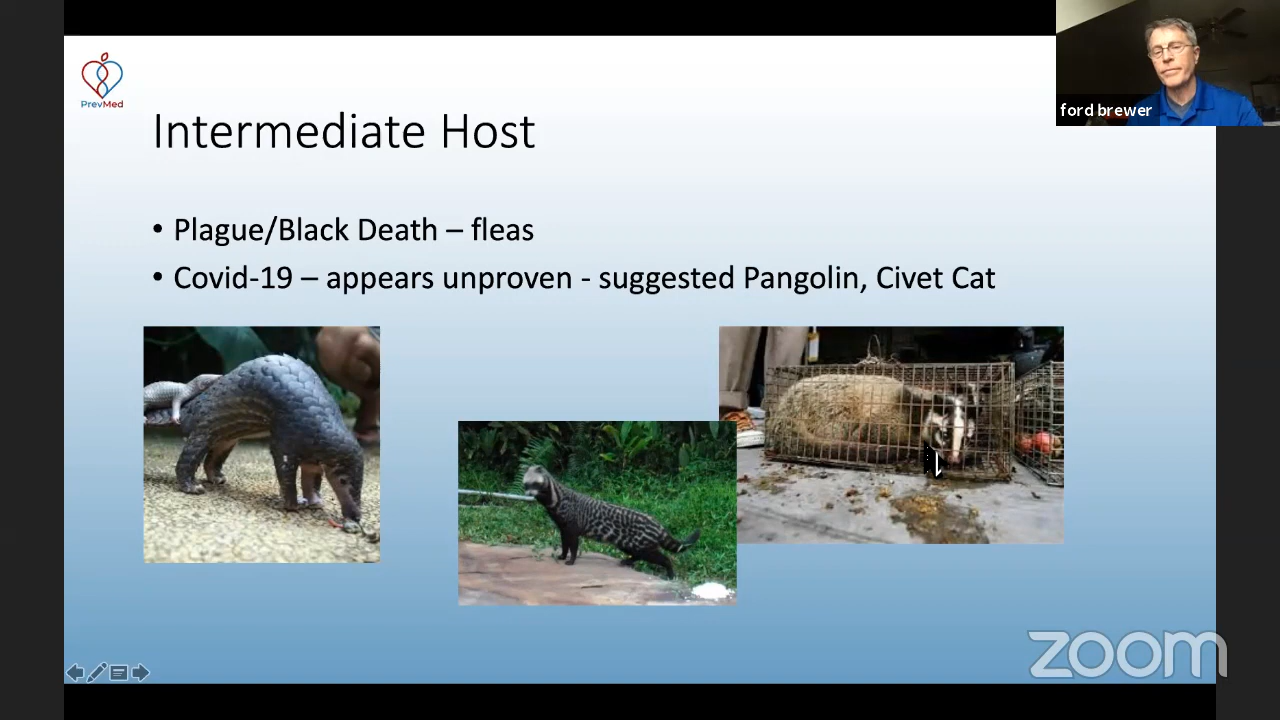 PrevMed
ford brewer
Intermediate Host
• Plague/Black Death – fleas
• Covid-19 – appears unproven - suggested Pangolin, Civet Cat
zoom